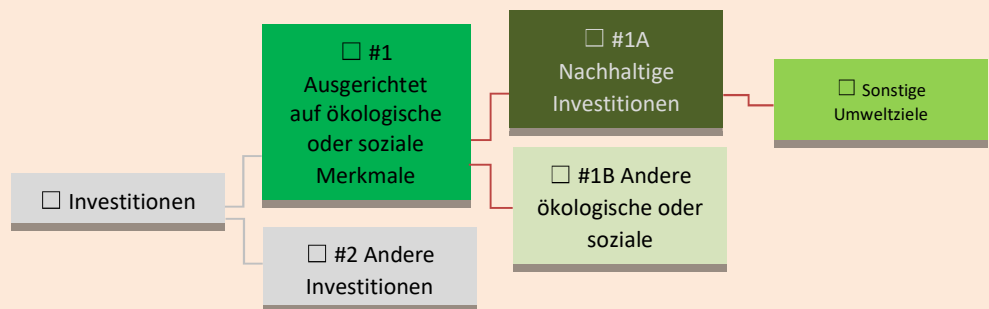 ☐ Investitionen
☐ #1
Ausgerichtet
auf ökologische
oder soziale
Merkmale
☐ #2 Andere
Investitionen
☐ #1A
Nachhaltige
Investitionen
☐ #1B Andere
ökologische oder
soziale
☐ Sonstige
Umweltziele